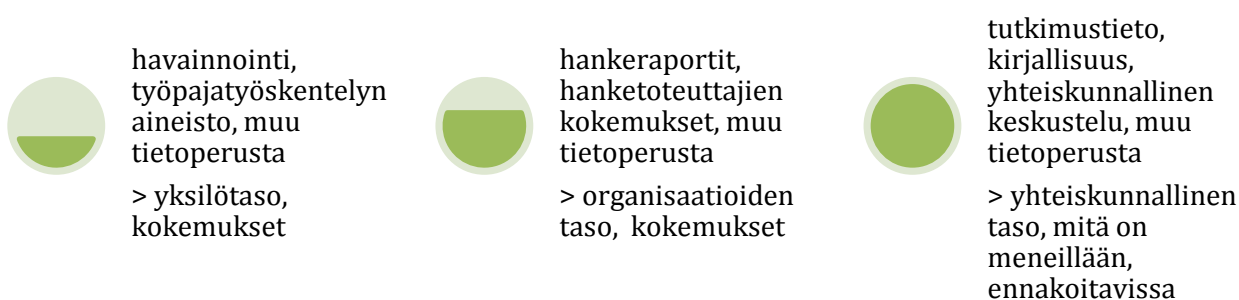 havainnointi,
työpajatyöskentelyn
aineisto, muu
tietoperusta
> yksilötaso,
kokemukset
hankeraportit,
hanketoteuttajien
kokemukset, muu
tietoperusta
> organisaatioiden
taso,  kokemukset
tutkimustieto,
kirjallisuus,
yhteiskunnallinen
keskustelu, muu
tietoperusta
> yhteiskunnallinen
taso, mitä on
meneillään,
ennakoitavissa